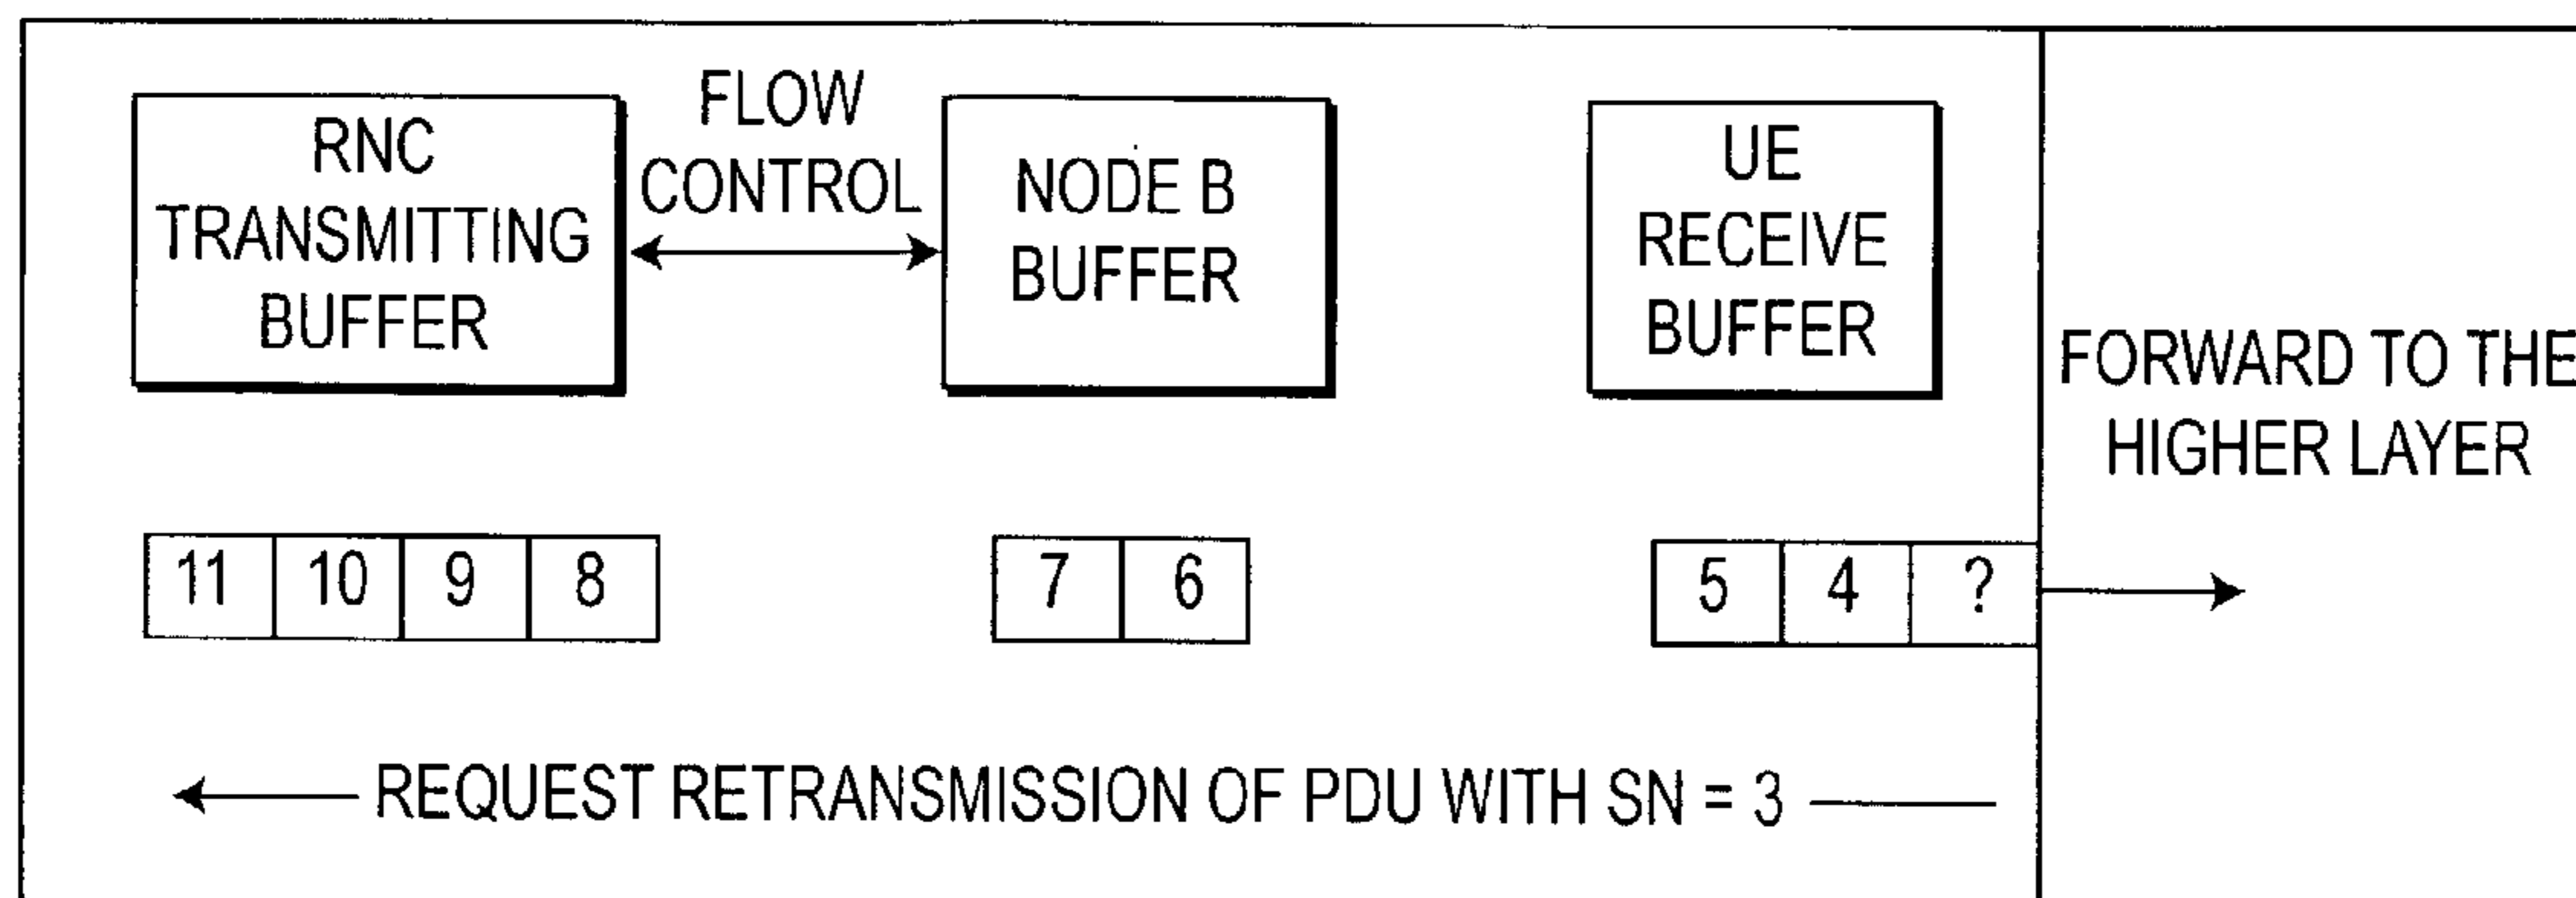 RNC
TRANSMITTING
BUFFER
FLOW
CONTROL
NODE B
BUFFER
UE
RECEIVE
BUFFER
FORWARD TO THE
HIGHER LAYER
11 10 9 8
7 6
5 4 ?
REQUEST RETRANSMISSION OF PDU WITH SN = 3